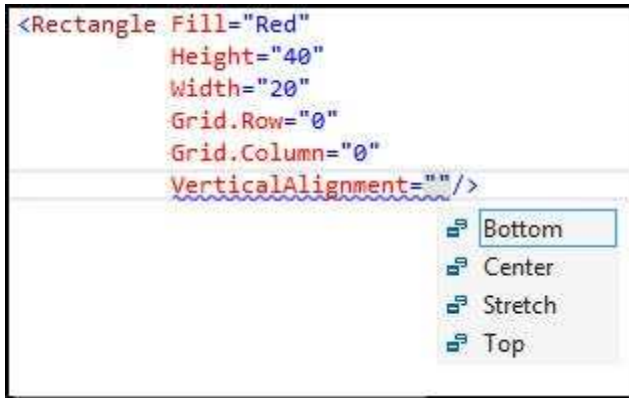 <Rectangle Fill="Red"
Height="40"
Width="20"
Grid.Row="0"
Grid.Column="0"
VerticalAlignment=""/>
Bottom
Center
Stretch
Top